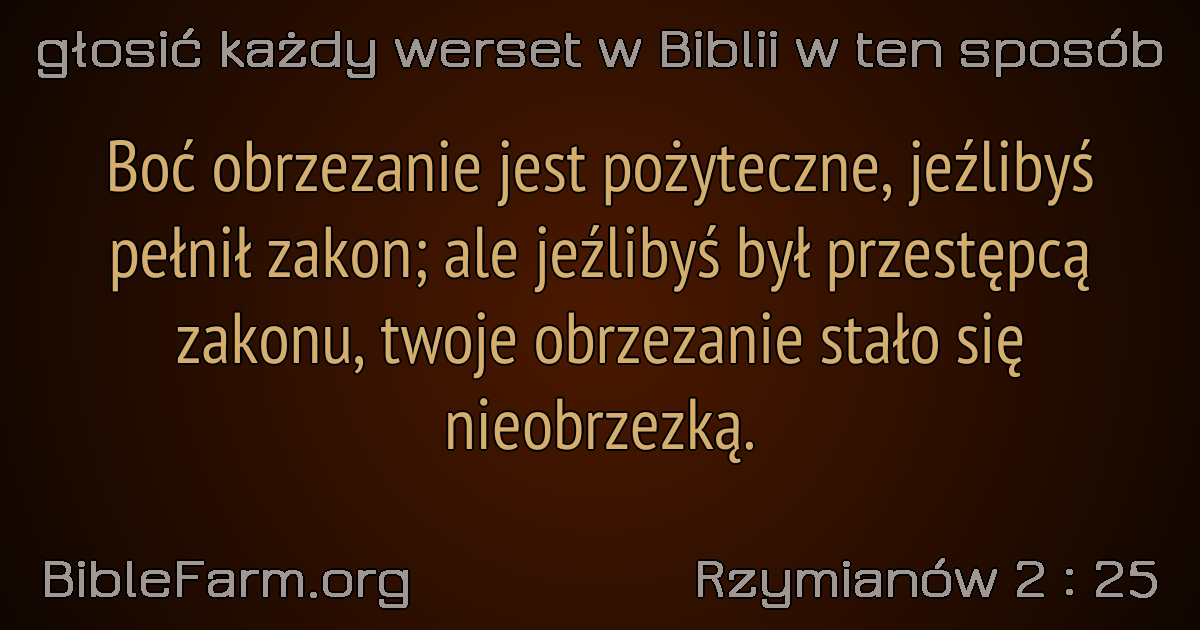 głosić każdy werset w Biblii w ten sposób
Boć obrzezanie jest pożyteczne, jeźlibyś
pełnił zakon; ale jeźlibyś był przestępcą
zakonu, twoje obrzezanie stało się
nieobrzezką.
BibleFarm.org
Rzymianów 2 : 25